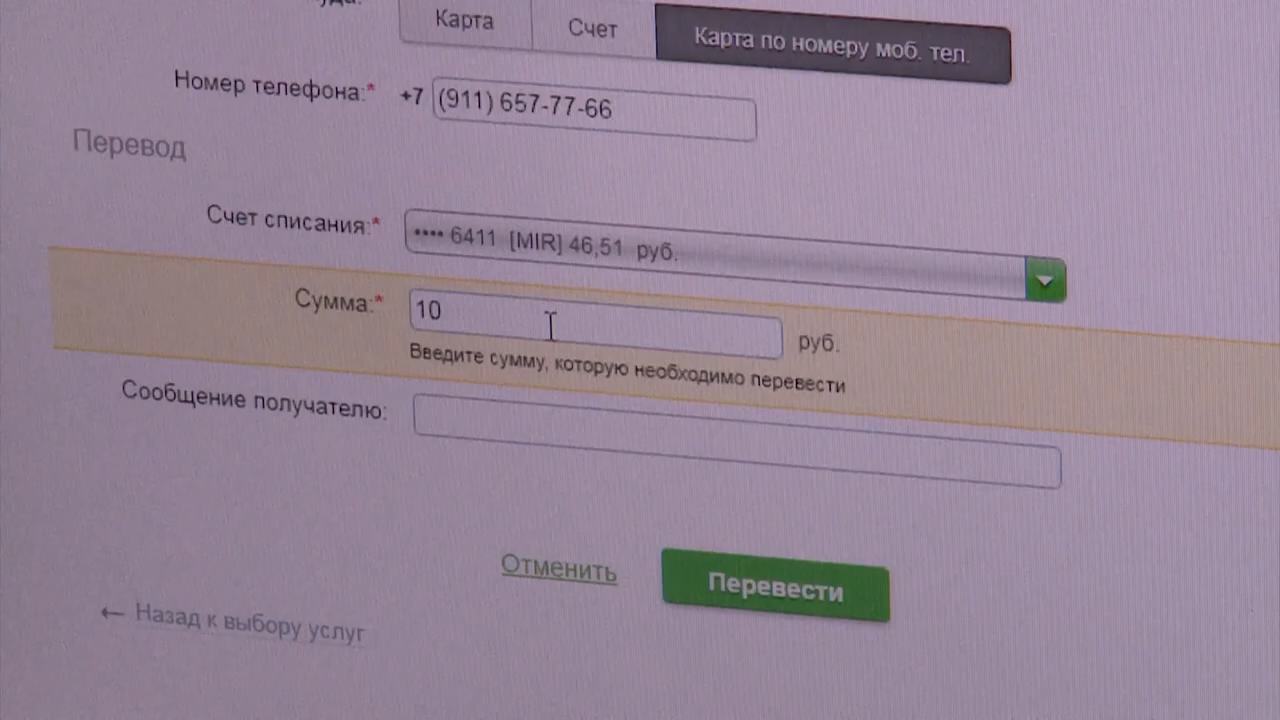 Карта Счет Карта по номеру моб. тел.
Номер телефона:* +7 (911) 657-77-66
Перевод
Счет списания:* •••• 6411 [MIR] 46,51 руб.
Сумма:* 10 руб.
Введите сумму, которую необходимо перевести
Сообщение получателю:
Отменить Перевести
← Назад к выбору услуг